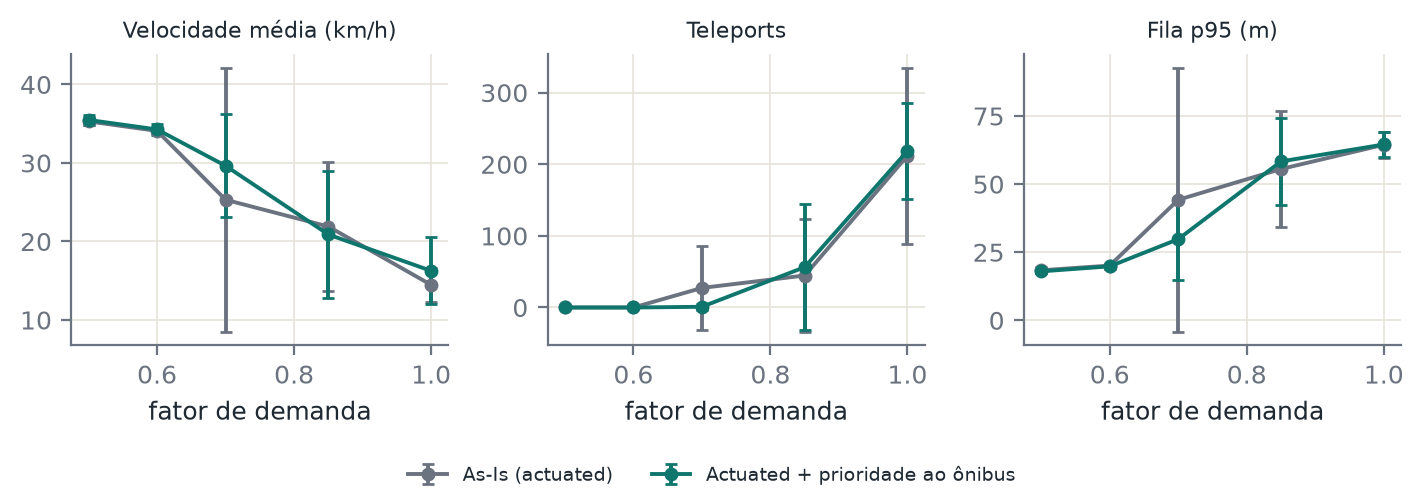 Velocidade média (km/h)
40
30
20
10
0.6
0.8
1.0
fator de demanda
Teleports
300
200
100
0
0.6
0.8
1.0
fator de demanda
Fila p95 (m)
75
50
25
0
0.6
0.8
1.0
fator de demanda
As-Is (actuated)
Actuated + prioridade ao ônibus